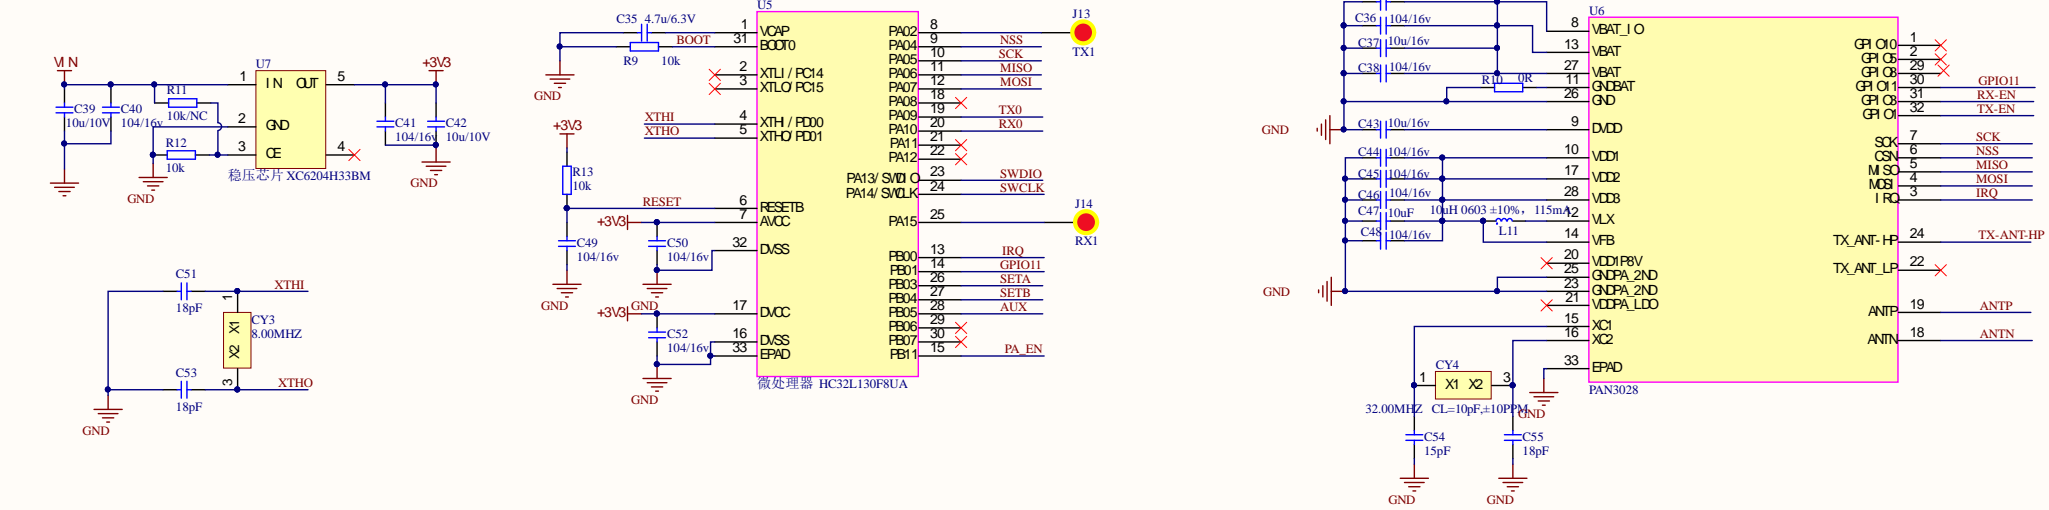 VIN
C39
10u/10V
C40
104/16v
R11
10k/NC
R12
10k
GND
U7
1 IN OUT 5
2 GND
3 CE 4
稳压芯片 XC6204H33BM
+3V3
C41
104/16v
C42
10u/10V
GND
C51
18pF
XTHI
1
X1
X2
3
CY3
8.00MHZ
C53
18pF
XTHO
GND
C35 4.7u/6.3V
BOOT
R9 10k
GND
XTHI
XTHO
+3V3
R13
10k
RESET
C49
104/16v
GND
+3V3
C50
104/16v
GND
+3V3
C52
104/16v
GND
U5
1 VCAP
31 BOOT0
2 XTLI / PC14
3 XTLO/ PC15
4 XTHI / PD00
5 XTHO/ PD01
6 RESETB
7 AVCC
32 DVSS
17 DVCC
16 DVSS
33 EPAD
PA02 8
PA04 9 NSS
PA05 10 SCK
PA06 11 MISO
PA07 12 MOSI
PA08 18
PA09 19 TX0
PA10 20 RX0
PA11 21
PA12 22
PA13/ SWDIO 23 SWDIO
PA14/ SWCLK 24 SWCLK
PA15 25
PB00 13 IRQ
PB01 14 GPIO11
PB03 26 SETA
PB04 27 SETB
PB05 28 AUX
PB06 29
PB07 30
PB11 15 PA_EN
微处理器 HC32L130F8UA
J13
TX1
J14
RX1
C36 104/16v
C37 10u/16v
C38 104/16v
R10 0R
GND
C43 10u/16v
C44 104/16v
C45 104/16v
C46 104/16v
C47 10uF
C48 104/16v
10uH 0603 ±10%，115mA
L11
GND
U6
8 VBAT_IO
13 VBAT
27 VBAT
11 GNDBAT
26 GND
9 DVDD
10 VDD1
17 VDD2
28 VDD3
12 VLX
14 VFB
20 VDD1P8V
25 GNDPA_2ND
23 GNDPA_2ND
21 VDDPA_LDO
15 XC1
16 XC2
33 EPAD
GPIO10 1
GPIO5 2
GPIO8 29
GPIO11 30 GPIO11
GPIO3 31 RX-EN
GPIO1 32 TX-EN
SCK 7 SCK
CSN 6 NSS
MISO 5 MISO
MOSI 4 MOSI
IRQ 3 IRQ
TX_ANT-HP 24 TX-ANT-HP
TX_ANT_LP 22
ANTP 19 ANTP
ANTN 18 ANTN
PAN3028
CY4
1 X1 X2 3
32.00MHZ CL=10pF,±10PPM
GND
C54
15pF
GND
C55
18pF
GND